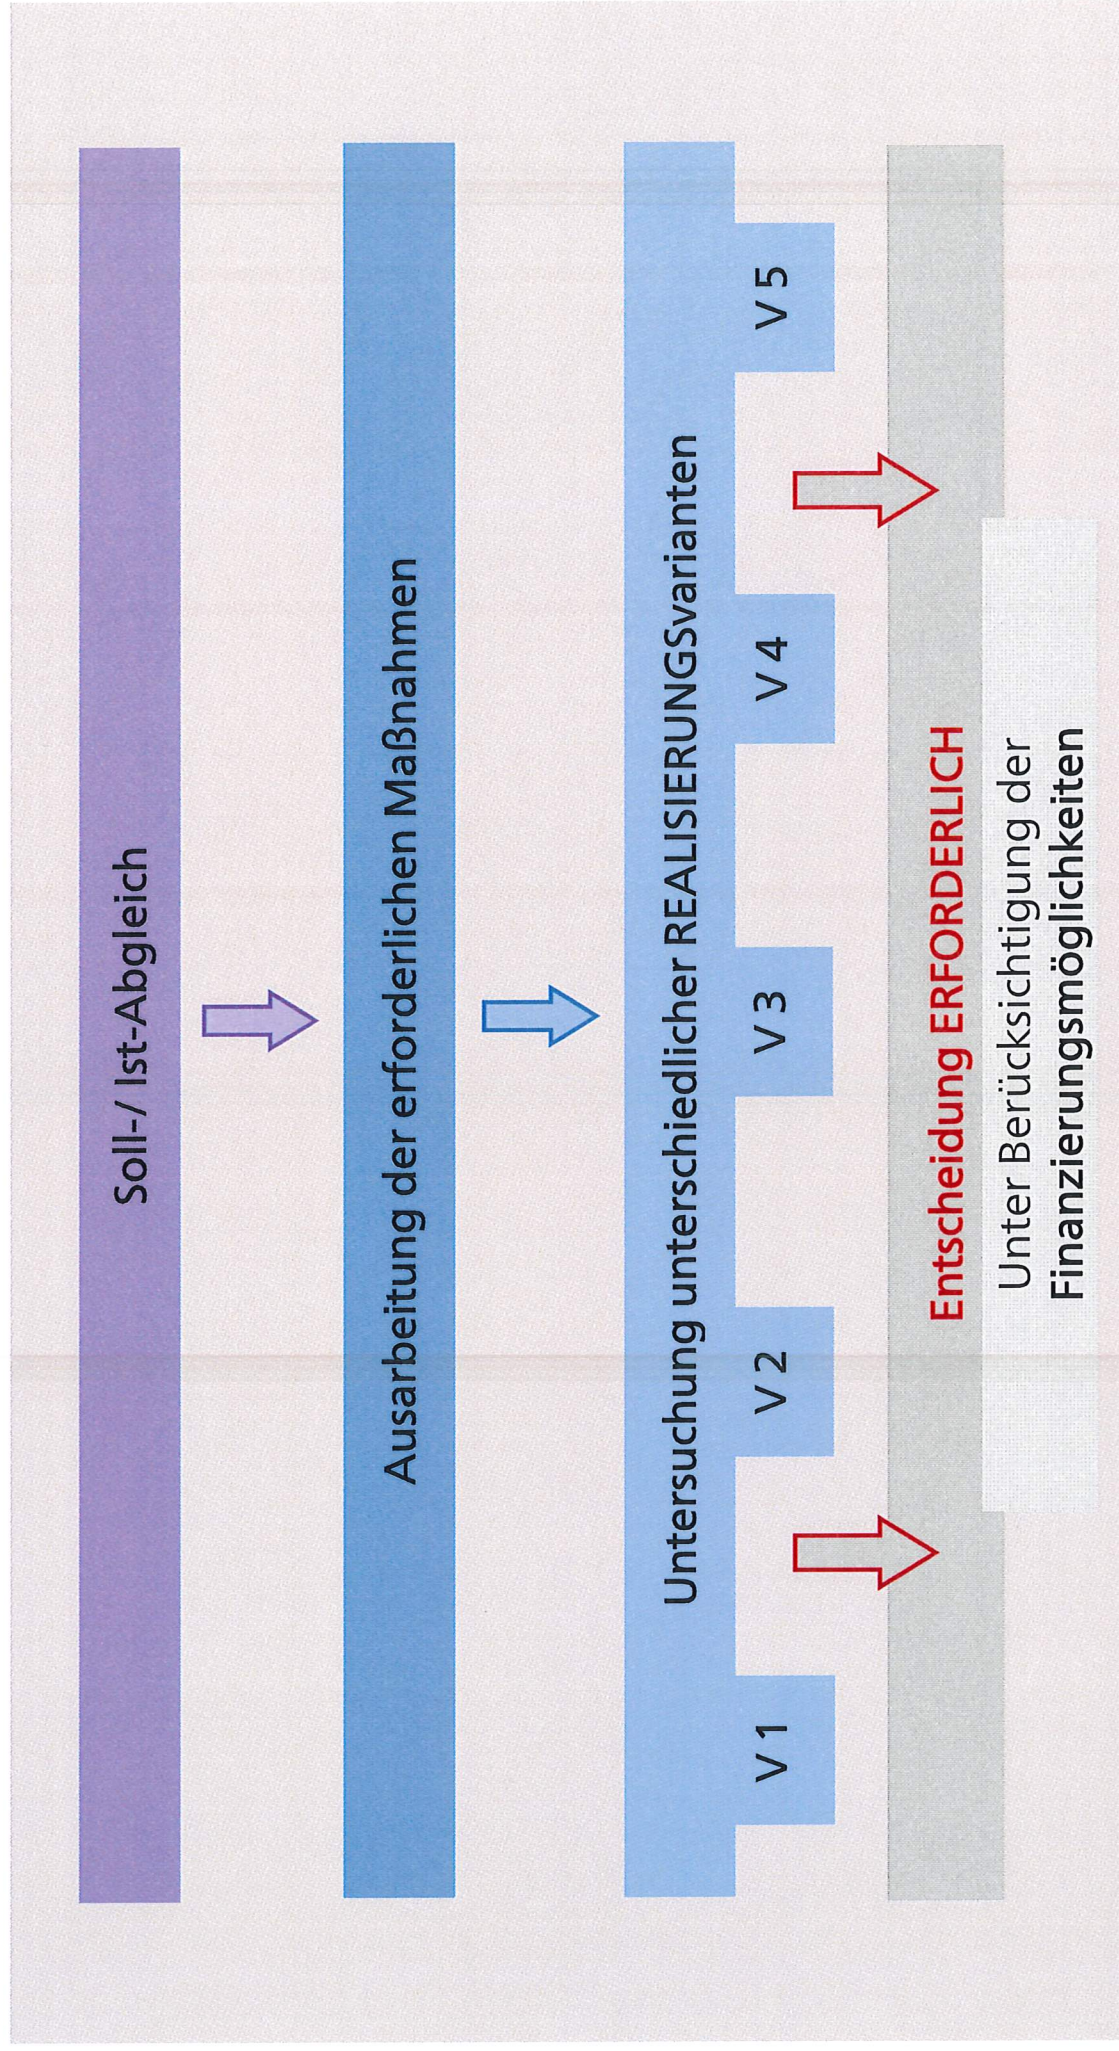 Soll-/ Ist-Abgleich
Ausarbeitung der erforderlichen Maßnahmen
Untersuchung unterschiedlicher REALISIERUNGSvarianten
V 1
V 2
V 3
V 4
V 5
Entscheidung ERFORDERLICH
Unter Berücksichtigung der
Finanzierungsmöglichkeiten